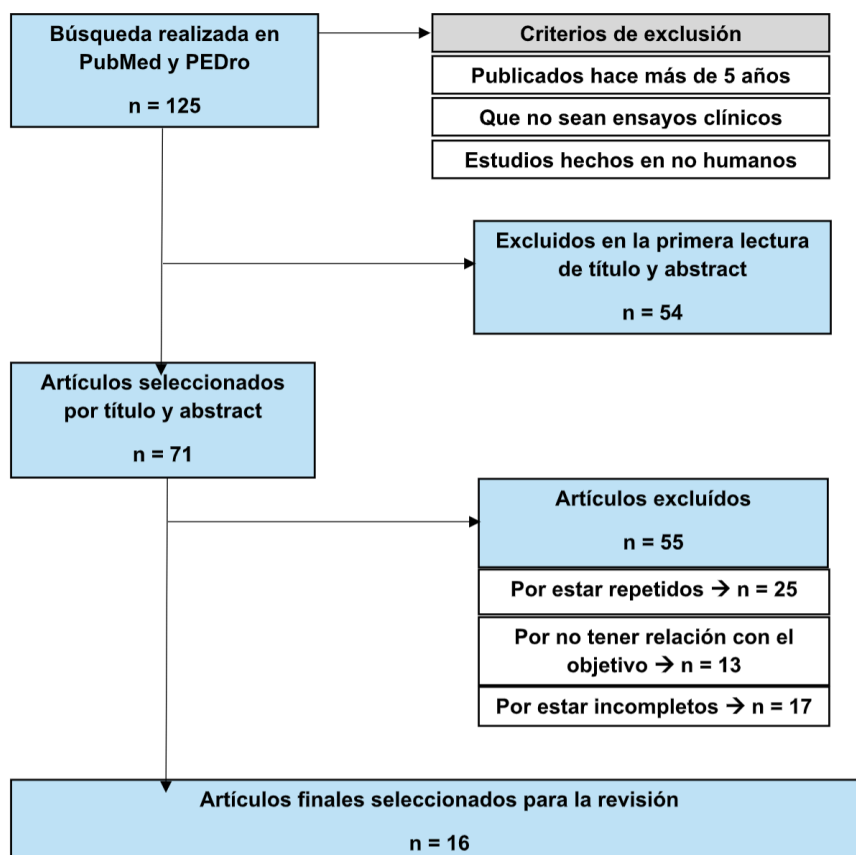 Búsqueda realizada en
PubMed y PEDro
n = 125
Criterios de exclusión
Publicados hace más de 5 años
Que no sean ensayos clínicos
Estudios hechos en no humanos
Excluidos en la primera lectura
de título y abstract
n = 54
Artículos seleccionados
por título y abstract
n = 71
Artículos excluídos
n = 55
Por estar repetidos → n = 25
Por no tener relación con el
objetivo → n = 13
Por estar incompletos → n = 17
Artículos finales seleccionados para la revisión
n = 16